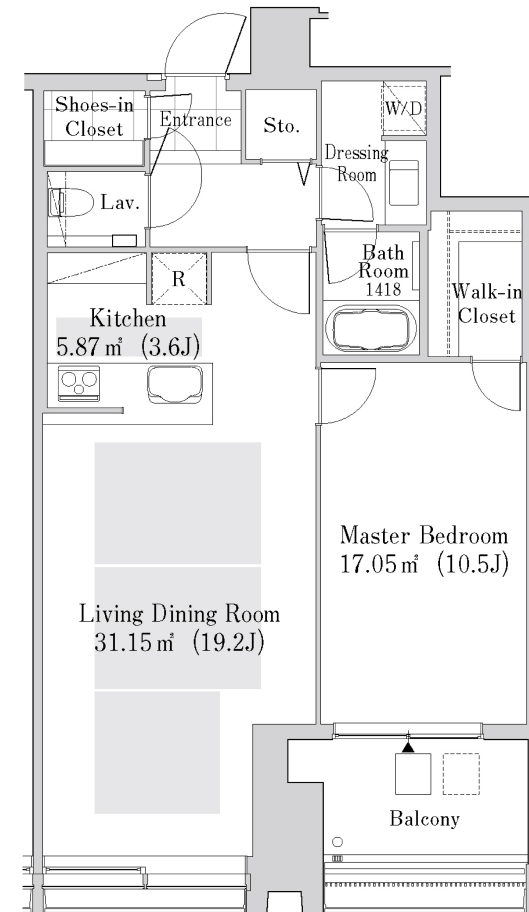 Shoes-in
Closet
Entrance
Sto.
W/D
Dressing
Room
Lav.
R
Bath
Room
1418
Walk-in
Closet
Kitchen
5.87㎡ (3.6J)
Master Bedroom
17.05㎡ (10.5J)
Living Dining Room
31.15㎡ (19.2J)
Balcony